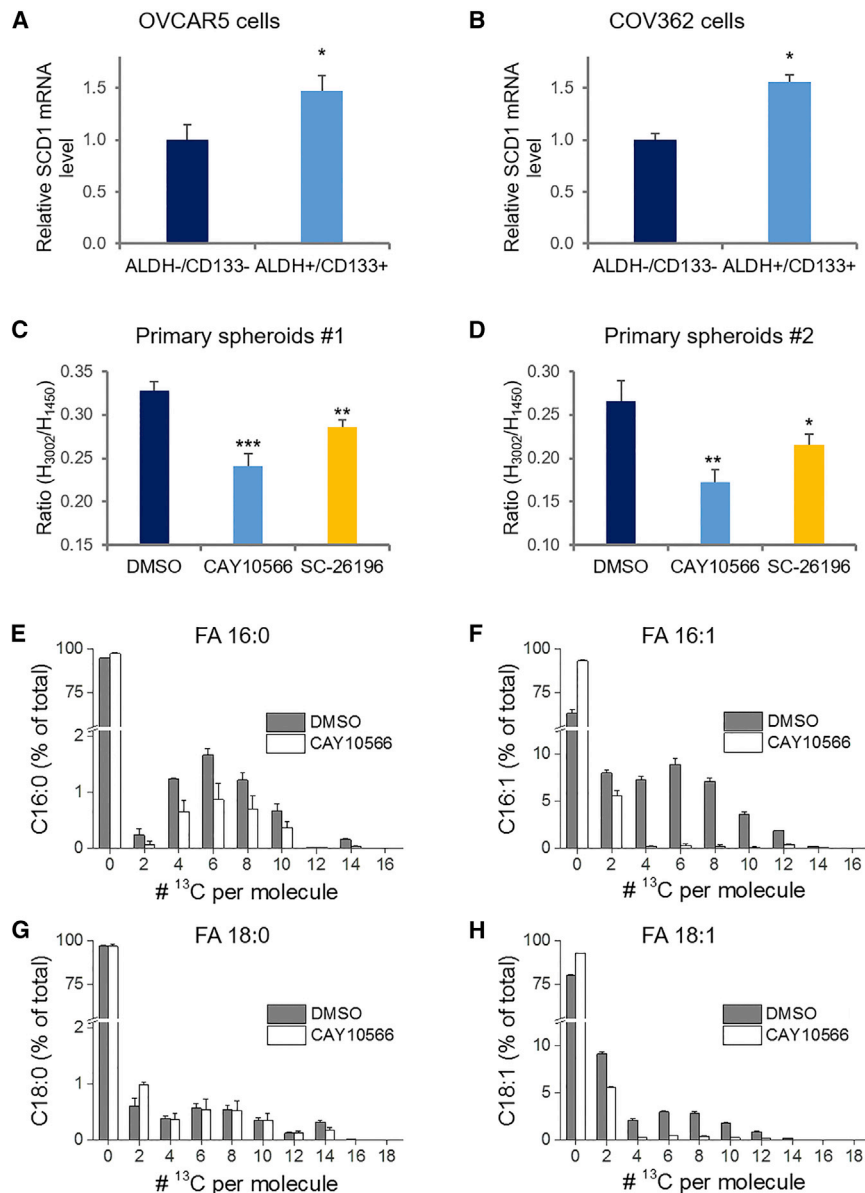 A
OVCAR5 cells
Relative SCD1 mRNA
level
*
1.5
1.0
0.5
0.0
ALDH-/CD133- ALDH+/CD133+
B
COV362 cells
Relative SCD1 mRNA
level
*
1.5
1.0
0.5
0.0
ALDH-/CD133- ALDH+/CD133+
C
Primary spheroids #1
Ratio (H3002/H1450)
0.35
0.30
0.25
0.20
0.15
***
**
DMSO CAY10566 SC-26196
D
Primary spheroids #2
Ratio (H3002/H1450)
0.30
0.25
0.20
0.15
0.10
**
*
DMSO CAY10566 SC-26196
E
FA 16:0
C16:0 (% of total)
100
75
2
1
0
DMSO
CAY10566
0 2 4 6 8 10 12 14 16
# 13C per molecule
F
FA 16:1
C16:1 (% of total)
100
75
10
5
0
DMSO
CAY10566
0 2 4 6 8 10 12 14 16
# 13C per molecule
G
FA 18:0
C18:0 (% of total)
100
75
2
1
0
DMSO
CAY10566
0 2 4 6 8 10 12 14 16 18
# 13C per molecule
H
FA 18:1
C18:1 (% of total)
100
75
10
5
0
DMSO
CAY10566
0 2 4 6 8 10 12 14 16 18
# 13C per molecule